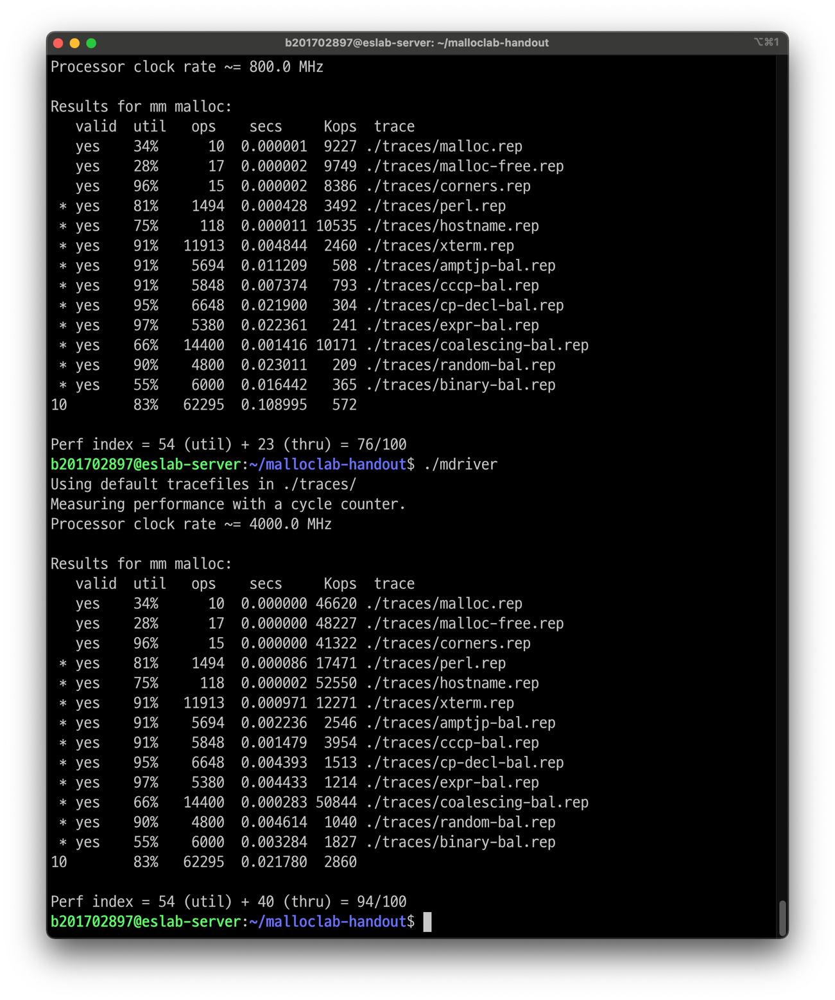 b201702897@eslab-server: ~/malloclab-handout ⌥⌘1
Processor clock rate ~= 800.0 MHz
Results for mm malloc:
valid util ops secs Kops trace
yes 34% 10 0.000001 9227 ./traces/malloc.rep
yes 28% 17 0.000002 9749 ./traces/malloc-free.rep
yes 96% 15 0.000002 8386 ./traces/corners.rep
* yes 81% 1494 0.000428 3492 ./traces/perl.rep
* yes 75% 118 0.000011 10535 ./traces/hostname.rep
* yes 91% 11913 0.004844 2460 ./traces/xterm.rep
* yes 91% 5694 0.011209 508 ./traces/amptjp-bal.rep
* yes 91% 5848 0.007374 793 ./traces/cccp-bal.rep
* yes 95% 6648 0.021900 304 ./traces/cp-decl-bal.rep
* yes 97% 5380 0.022361 241 ./traces/expr-bal.rep
* yes 66% 14400 0.001416 10171 ./traces/coalescing-bal.rep
* yes 90% 4800 0.023011 209 ./traces/random-bal.rep
* yes 55% 6000 0.016442 365 ./traces/binary-bal.rep
10 83% 62295 0.108995 572
Perf index = 54 (util) + 23 (thru) = 76/100
b201702897@eslab-server:~/malloclab-handout$ ./mdriver
Using default tracefiles in ./traces/
Measuring performance with a cycle counter.
Processor clock rate ~= 4000.0 MHz
Results for mm malloc:
valid util ops secs Kops trace
yes 34% 10 0.000000 46620 ./traces/malloc.rep
yes 28% 17 0.000000 48227 ./traces/malloc-free.rep
yes 96% 15 0.000000 41322 ./traces/corners.rep
* yes 81% 1494 0.000086 17471 ./traces/perl.rep
* yes 75% 118 0.000002 52550 ./traces/hostname.rep
* yes 91% 11913 0.000971 12271 ./traces/xterm.rep
* yes 91% 5694 0.002236 2546 ./traces/amptjp-bal.rep
* yes 91% 5848 0.001479 3954 ./traces/cccp-bal.rep
* yes 95% 6648 0.004393 1513 ./traces/cp-decl-bal.rep
* yes 97% 5380 0.004433 1214 ./traces/expr-bal.rep
* yes 66% 14400 0.000283 50844 ./traces/coalescing-bal.rep
* yes 90% 4800 0.004614 1040 ./traces/random-bal.rep
* yes 55% 6000 0.003284 1827 ./traces/binary-bal.rep
10 83% 62295 0.021780 2860
Perf index = 54 (util) + 40 (thru) = 94/100
b201702897@eslab-server:~/malloclab-handout$